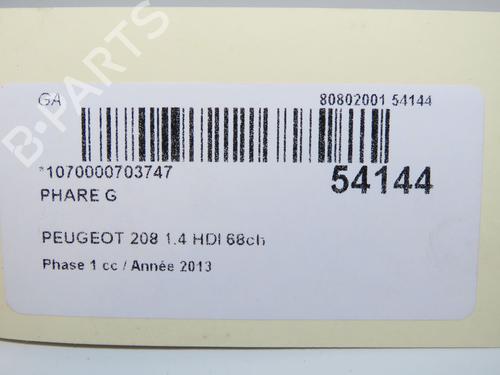 GA 80802001 54144
*1070000703747 54144
PHARE G
PEUGEOT 208 1.4 HDI 68ch
Phase 1 cc / Année 2013
B-PARTS